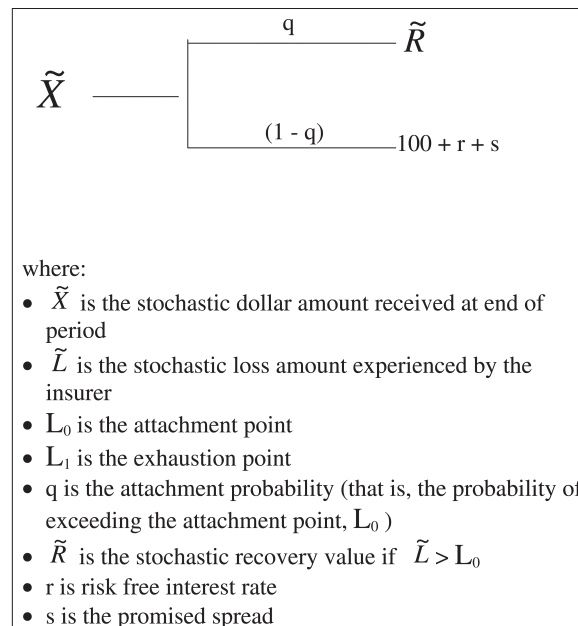 q
R̃
X̃
(1 - q)
100 + r + s
where:
• X̃ is the stochastic dollar amount received at end of
period
• L̃ is the stochastic loss amount experienced by the
insurer
• L₀ is the attachment point
• L₁ is the exhaustion point
• q is the attachment probability (that is, the probability of
exceeding the attachment point, L₀ )
• R̃ is the stochastic recovery value if L̃ > L₀
• r is risk free interest rate
• s is the promised spread